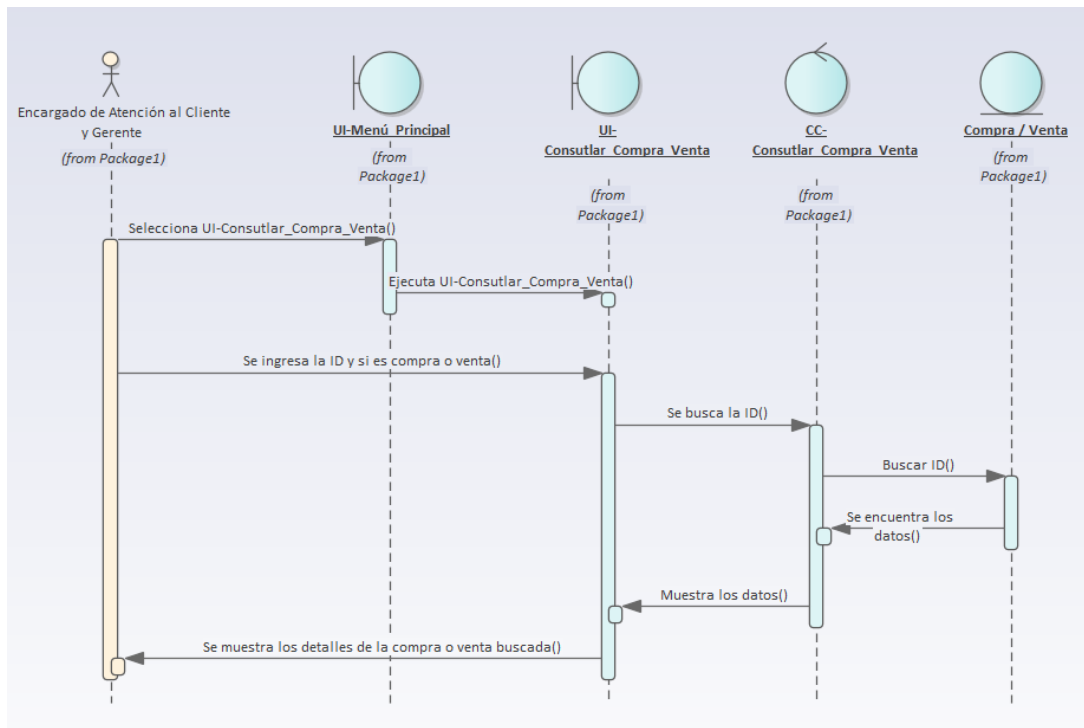 Encargado de Atención al Cliente
y Gerente
(from Package1)
UI-Menú_Principal
(from
Package1)
UI-
Consutlar_Compra_Venta
(from
Package1)
CC-
Consutlar_Compra_Venta
(from
Package1)
Compra / Venta
(from
Package1)
Selecciona UI-Consutlar_Compra_Venta()
Ejecuta UI-Consutlar_Compra_Venta()
Se ingresa la ID y si es compra o venta()
Se busca la ID()
Buscar ID()
Se encuentra los
datos()
Muestra los datos()
Se muestra los detalles de la compra o venta buscada()